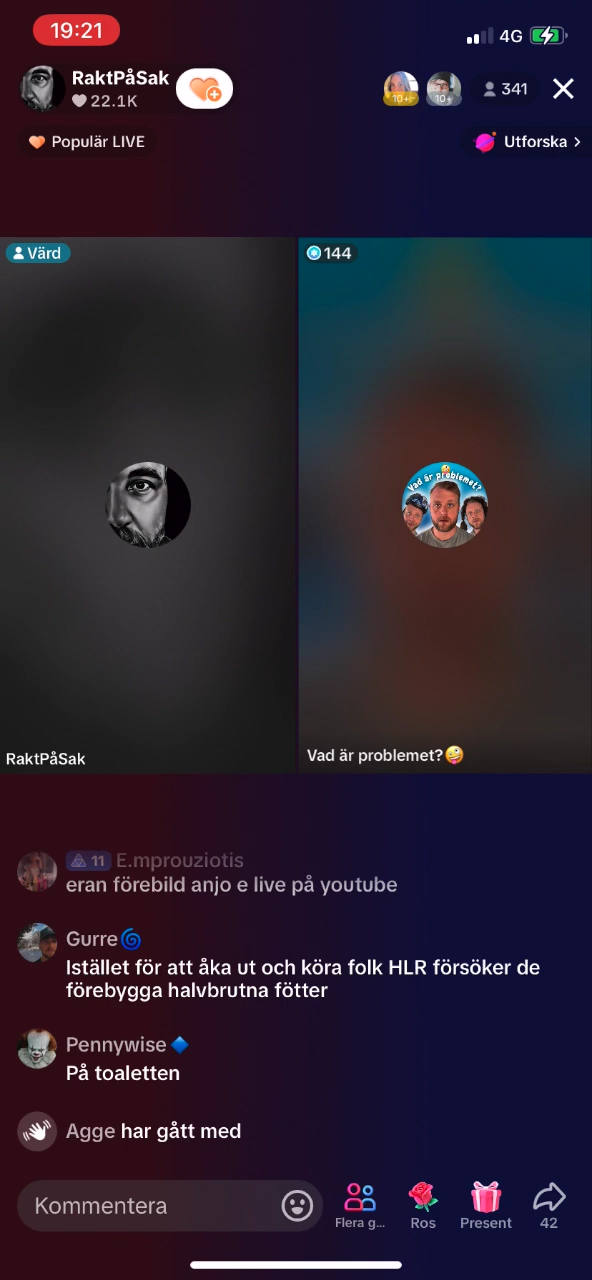 19:21
4G
RaktPåSak
22.1K
10+
10+
341
Populär LIVE
Utforska
Värd
144
Vad är problemet?
RaktPåSak
Vad är problemet?🤪
11 E.mprouziotis
eran förebild anjo e live på youtube
Gurre🌀
Istället för att åka ut och köra folk HLR försöker de
förebygga halvbrutna fötter
Pennywise🔷
På toaletten
Agge har gått med
Kommentera
Flera g...
Ros
Present
42